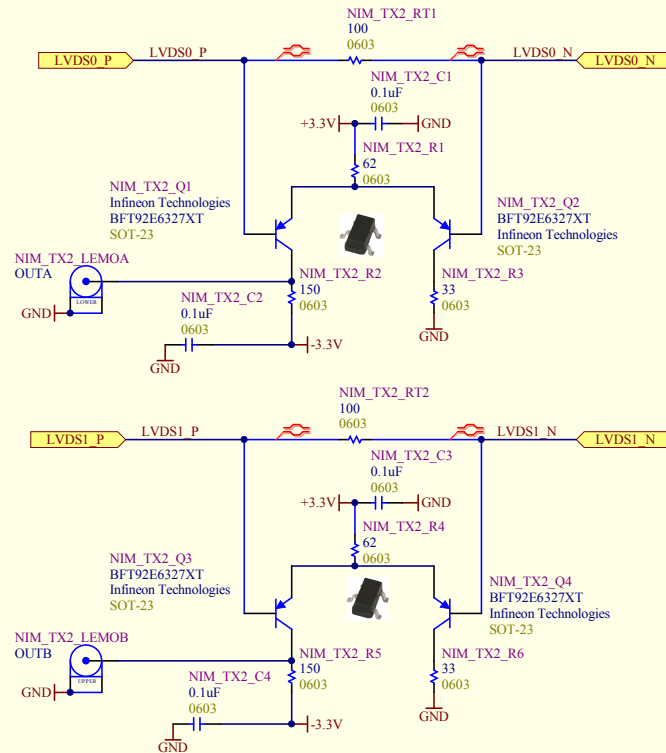 NIM_TX2_RT1
100
0603
LVDS0_P
LVDS0_P
LVDS0_N
LVDS0_N
NIM_TX2_C1
0.1uF
0603
+3.3V
GND
NIM_TX2_R1
62
0603
NIM_TX2_Q1
Infineon Technologies
BFT92E6327XT
SOT-23
NIM_TX2_Q2
BFT92E6327XT
Infineon Technologies
SOT-23
NIM_TX2_LEMOA
OUTA
LOWER
GND
NIM_TX2_R2
150
0603
NIM_TX2_R3
33
0603
GND
NIM_TX2_C2
0.1uF
0603
GND
-3.3V
NIM_TX2_RT2
100
0603
LVDS1_P
LVDS1_P
LVDS1_N
LVDS1_N
NIM_TX2_C3
0.1uF
0603
+3.3V
GND
NIM_TX2_R4
62
0603
NIM_TX2_Q3
BFT92E6327XT
Infineon Technologies
SOT-23
NIM_TX2_Q4
BFT92E6327XT
Infineon Technologies
SOT-23
NIM_TX2_LEMOB
OUTB
UPPER
GND
NIM_TX2_R5
150
0603
NIM_TX2_R6
33
0603
GND
NIM_TX2_C4
0.1uF
0603
GND
-3.3V